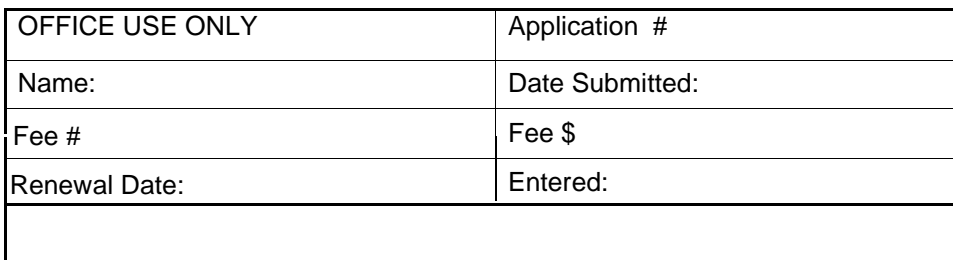 OFFICE USE ONLY
Application #
Name:
Date Submitted:
Fee #
Fee $
Renewal Date:
Entered: